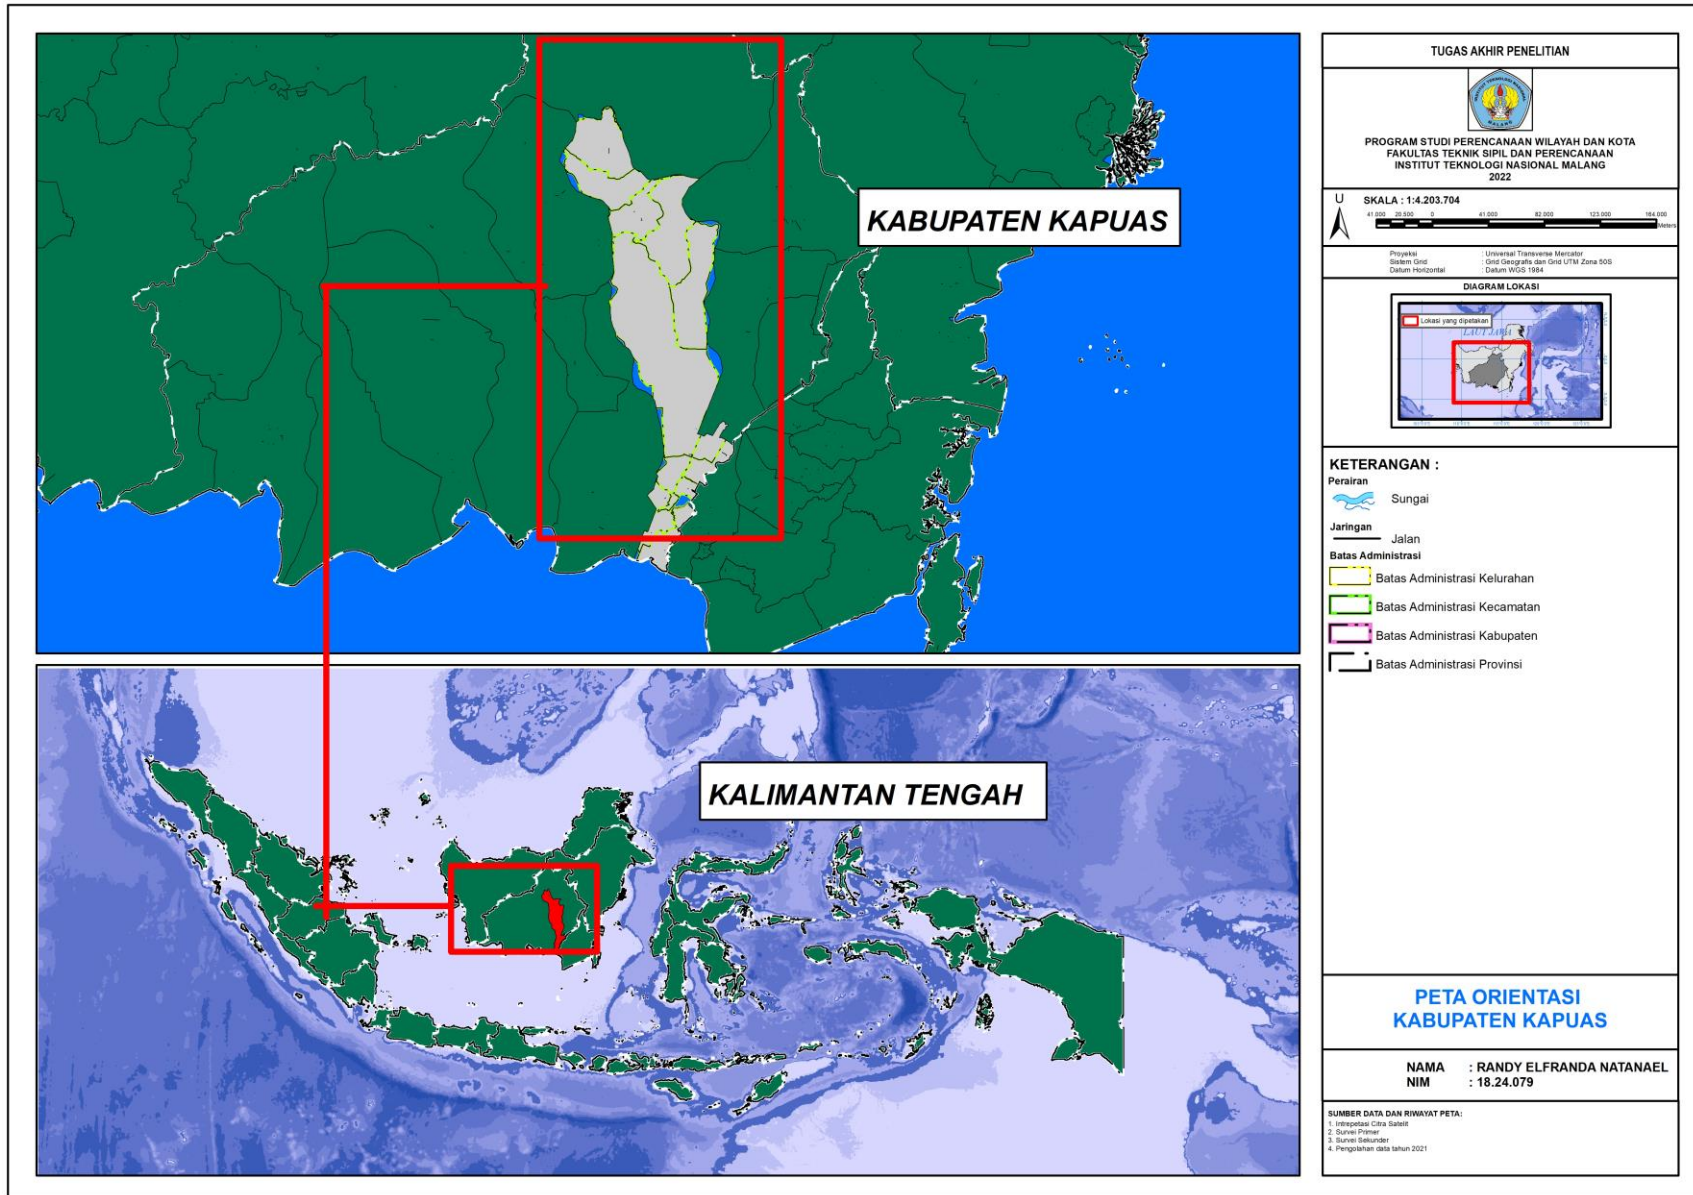 KABUPATEN KAPUAS
KALIMANTAN TENGAH
TUGAS AKHIR PENELITIAN
INSTITUT TEKNOLOGI NASIONAL
MALANG
PROGRAM STUDI PERENCANAAN WILAYAH DAN KOTA
FAKULTAS TEKNIK SIPIL DAN PERENCANAAN
INSTITUT TEKNOLOGI NASIONAL MALANG
2022
U
SKALA : 1:4.203.704
41.000 20.500 0 41.000 82.000 123.000 164.000
Meters
Proyeksi : Universal Transverse Mercator
Sistem Grid : Grid Geografis dan Grid UTM Zona 50S
Datum Horizontal : Datum WGS 1984
DIAGRAM LOKASI
Lokasi yang dipetakan
LAUT JAWA
KETERANGAN :
Perairan
Sungai
Jaringan
Jalan
Batas Administrasi
Batas Administrasi Kelurahan
Batas Administrasi Kecamatan
Batas Administrasi Kabupaten
Batas Administrasi Provinsi
PETA ORIENTASI
KABUPATEN KAPUAS
NAMA : RANDY ELFRANDA NATANAEL
NIM : 18.24.079
SUMBER DATA DAN RIWAYAT PETA:
1. Intrepetasi Citra Satelit
2. Survei Primer
3. Survei Sekunder
4. Pengolahan data tahun 2021